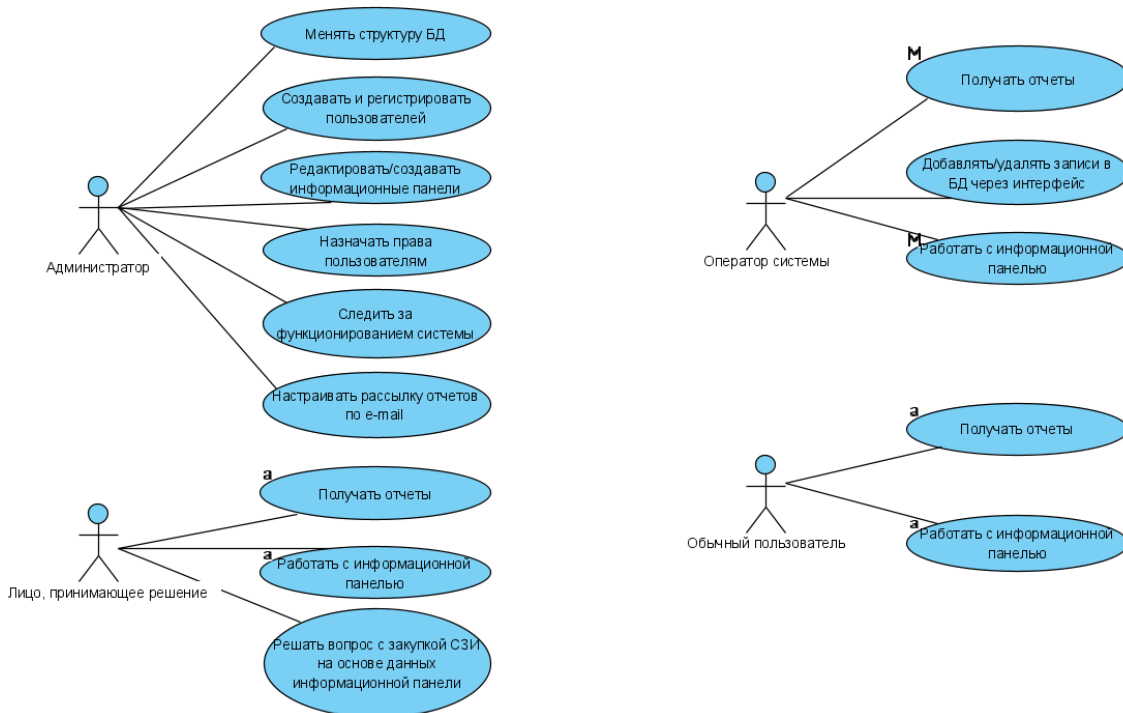 Менять структуру БД
Создавать и регистрировать
пользователей
Редактировать/создавать
информационные панели
Назначать права
пользователям
Следить за
функционированием системы
Настраивать рассылку отчетов
по e-mail
Администратор
a
Получать отчеты
a
Работать с информационной
панелью
Решать вопрос с закупкой СЗИ
на основе данных
информационной панели
Лицо, принимающее решение
M
Получать отчеты
Добавлять/удалять записи в
БД через интерфейс
M
Работать с информационной
панелью
Оператор системы
a
Получать отчеты
a
Работать с информационной
панелью
Обычный пользователь